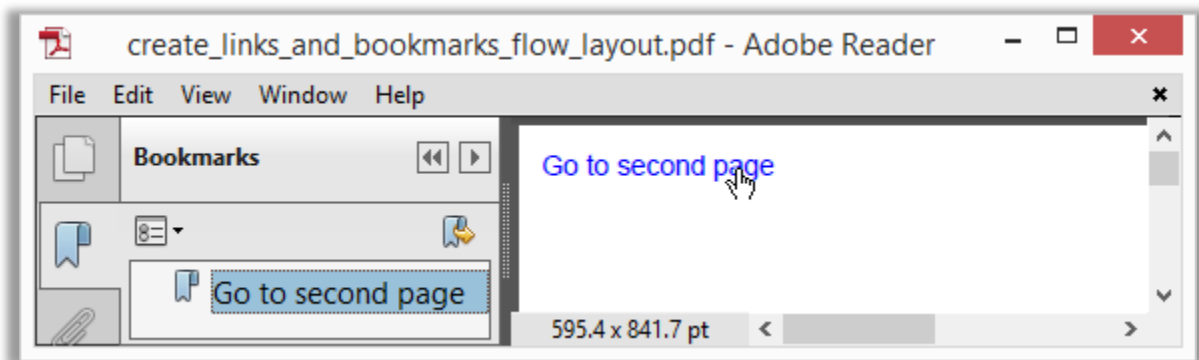 create_links_and_bookmarks_flow_layout.pdf - Adobe Reader
File Edit View Window Help
Bookmarks
Go to second page
Go to second page
595.4 x 841.7 pt